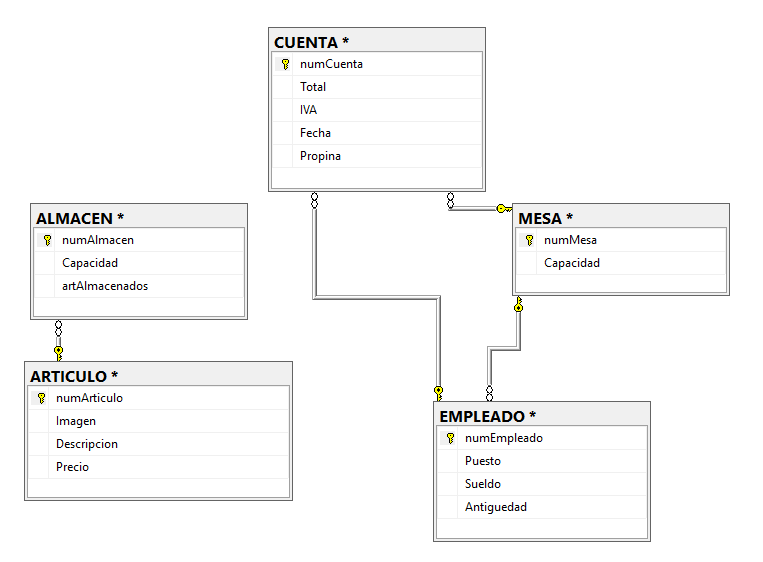 CUENTA *
numCuenta
Total
IVA
Fecha
Propina
ALMACEN *
numAlmacen
Capacidad
artAlmacenados
MESA *
numMesa
Capacidad
ARTICULO *
numArticulo
Imagen
Descripcion
Precio
EMPLEADO *
numEmpleado
Puesto
Sueldo
Antiguedad